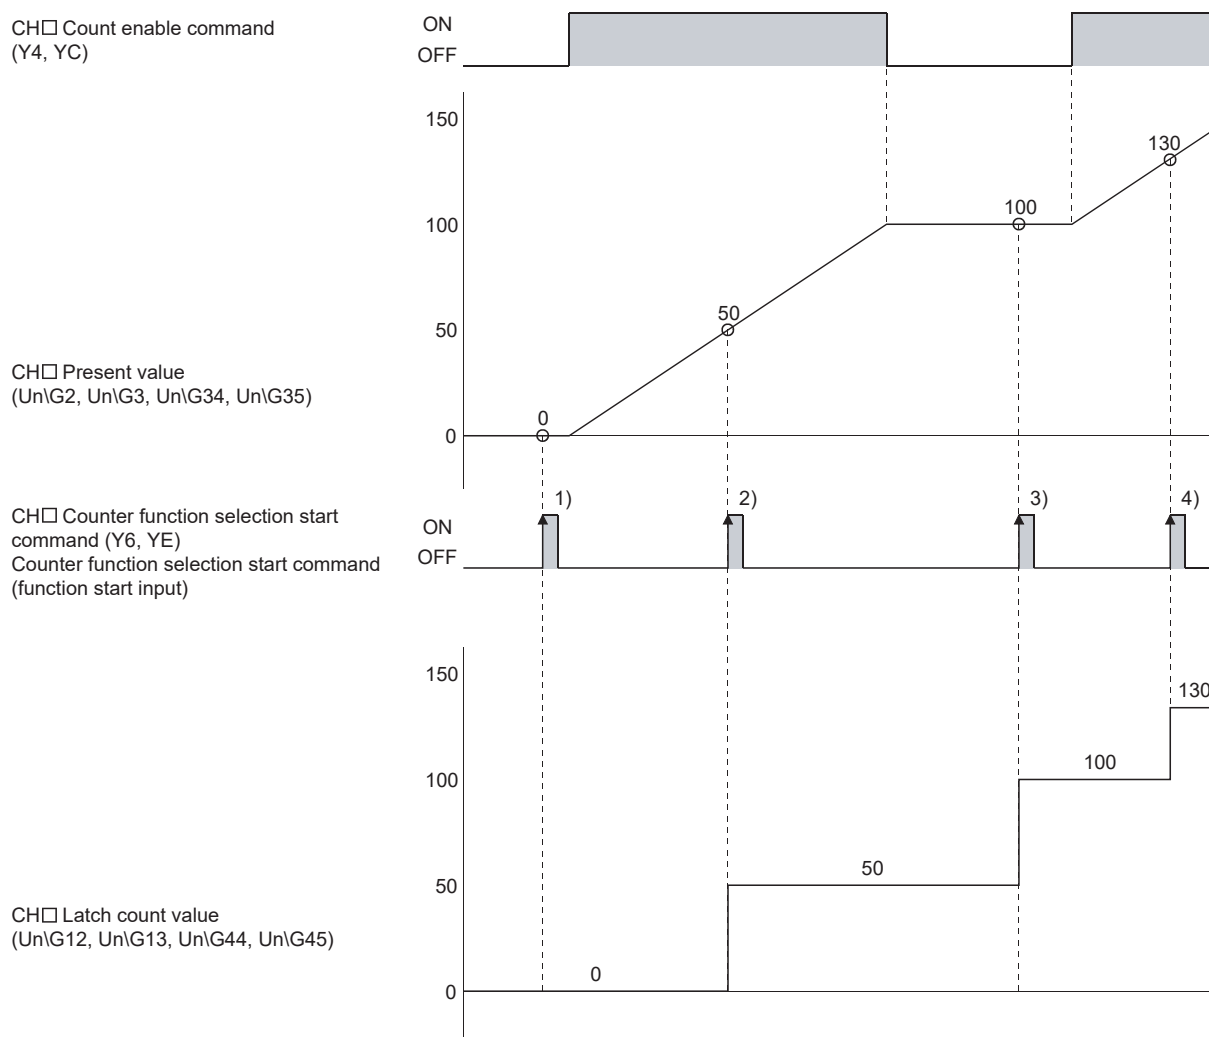 CH□ Count enable command
(Y4, YC)
ON
OFF
150
130
100
100
50
50
CH□ Present value
(Un\G2, Un\G3, Un\G34, Un\G35)
0
0
1)
2)
3)
4)
CH□ Counter function selection start
command (Y6, YE)
Counter function selection start command
(function start input)
ON
OFF
150
130
100
100
50
50
CH□ Latch count value
(Un\G12, Un\G13, Un\G44, Un\G45)
0
0